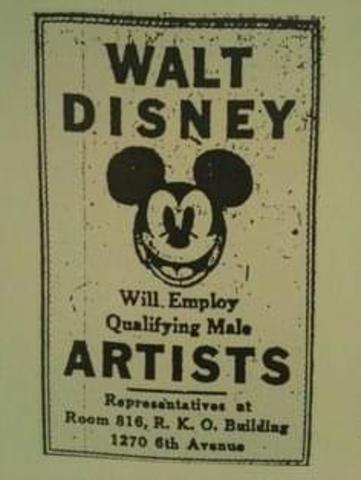 WALT
DISNEY
Will Employ
Qualifying Male
ARTISTS
Representatives at
Room 816, R. K. O. Building
1270 6th Avenue